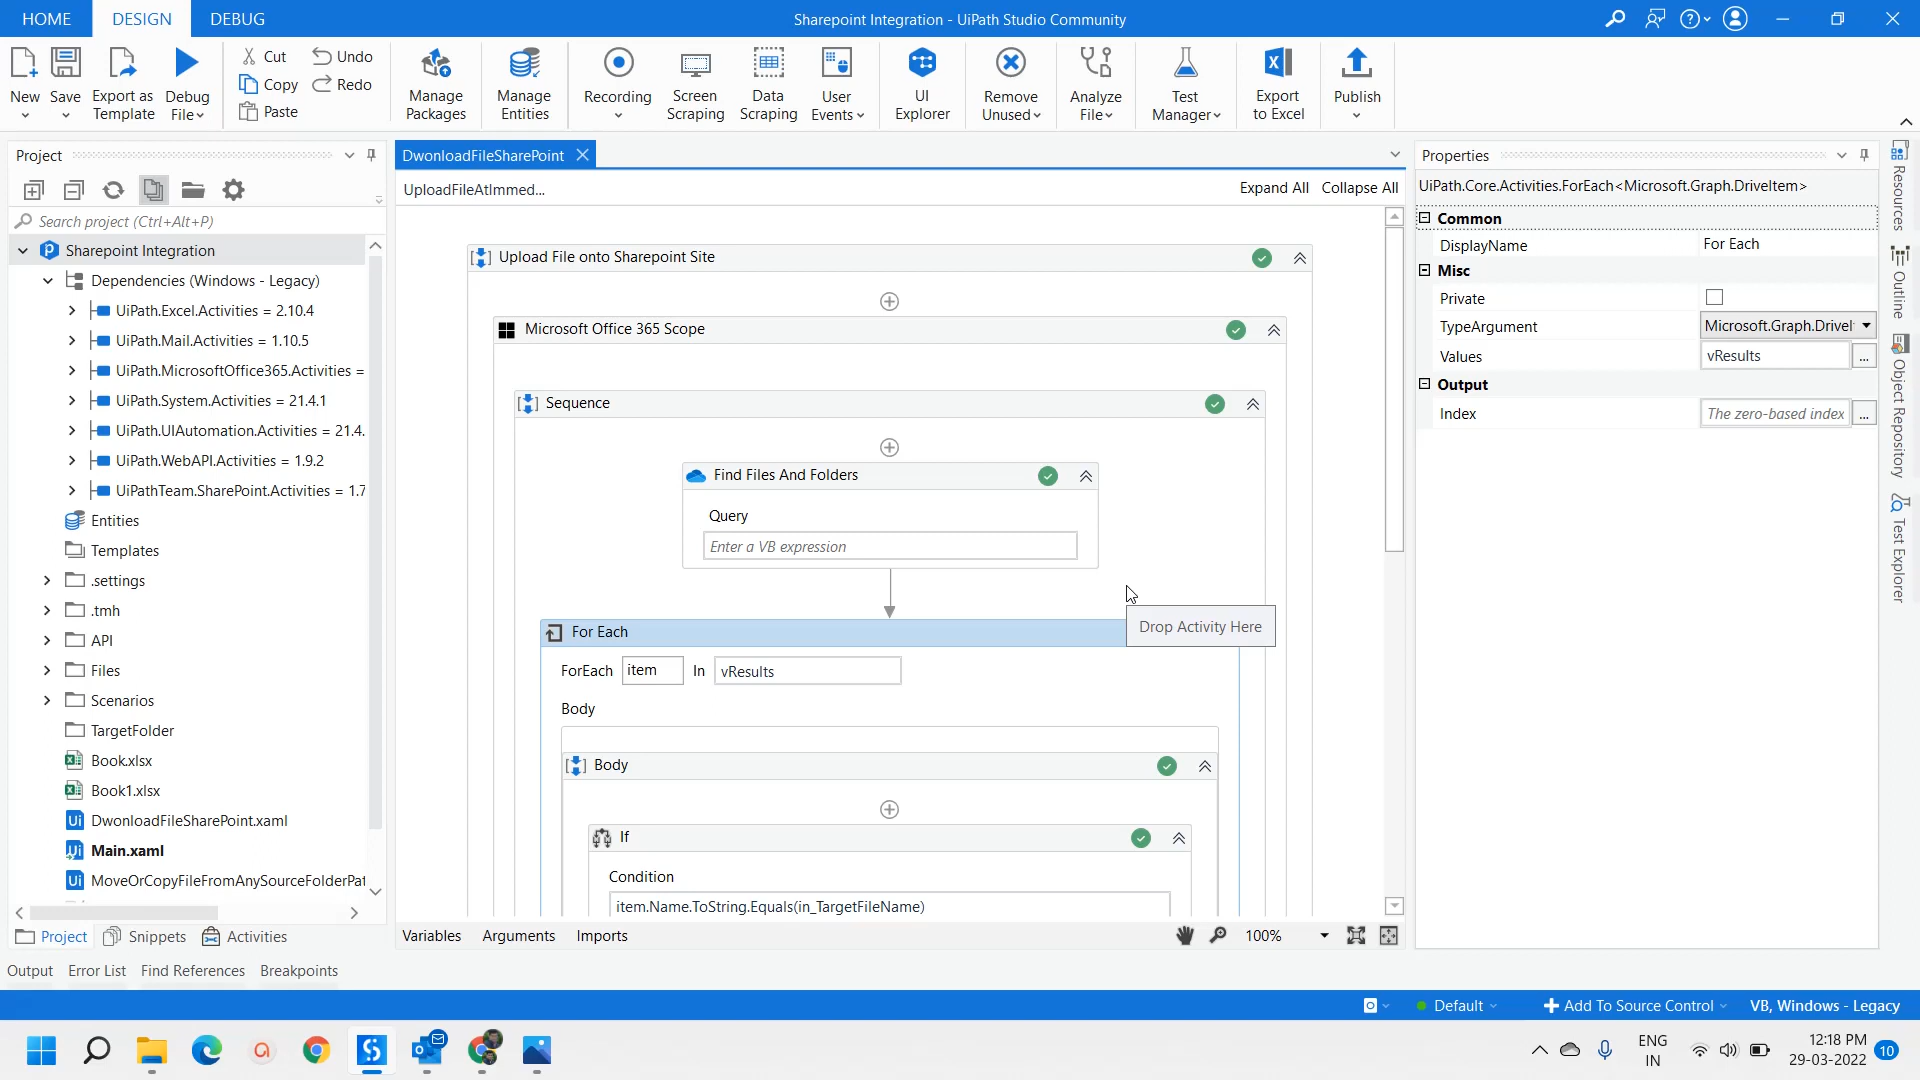 HOME DESIGN DEBUG
Sharepoint Integration - UiPath Studio Community
New
Save
Export as Template
Debug File
Cut
Copy
Paste
Undo
Redo
Manage Packages
Manage Entities
Recording
Screen Scraping
Data Scraping
User Events
UI Explorer
Remove Unused
Analyze File
Test Manager
Export to Excel
Publish
Project
Search project (Ctrl+Alt+P)
Sharepoint Integration
Dependencies (Windows - Legacy)
UiPath.Excel.Activities = 2.10.4
UiPath.Mail.Activities = 1.10.5
UiPath.MicrosoftOffice365.Activities =
UiPath.System.Activities = 21.4.1
UiPath.UIAutomation.Activities = 21.4.
UiPath.WebAPI.Activities = 1.9.2
UiPathTeam.SharePoint.Activities = 1.7
Entities
Templates
.settings
.tmh
API
Files
Scenarios
TargetFolder
Book.xlsx
Book1.xlsx
DwonloadFileSharePoint.xaml
Main.xaml
MoveOrCopyFileFromAnySourceFolderPat
Project Snippets Activities
DwonloadFileSharePoint
UploadFileAtImmed...
Expand All Collapse All
Upload File onto Sharepoint Site
Microsoft Office 365 Scope
Sequence
Find Files And Folders
Query
Enter a VB expression
Drop Activity Here
For Each
ForEach item In vResults
Body
Body
If
Condition
item.Name.ToString.Equals(in_TargetFileName)
Variables Arguments Imports
100%
Properties
UiPath.Core.Activities.ForEach<Microsoft.Graph.DriveItem>
Common
DisplayName For Each
Misc
Private
TypeArgument Microsoft.Graph.DriveI
Values vResults ...
Output
Index The zero-based index ...
Resources
Outline
Object Repository
Test Explorer
Output Error List Find References Breakpoints
Default
Add To Source Control
VB, Windows - Legacy
ENG
IN
12:18 PM
29-03-2022
10